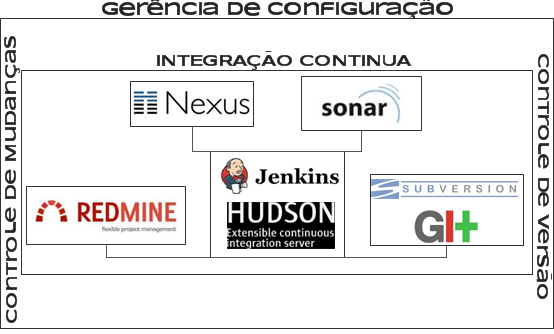 Gerência de Configuração
INTEGRAÇÃO CONTINUA
Controle de Mudanças
Controle de Versão
Nexus
sonar
Jenkins
REDMINE
flexible project management
HUDSON
Extensible continuous
integration server
SUBVERSION
GIt